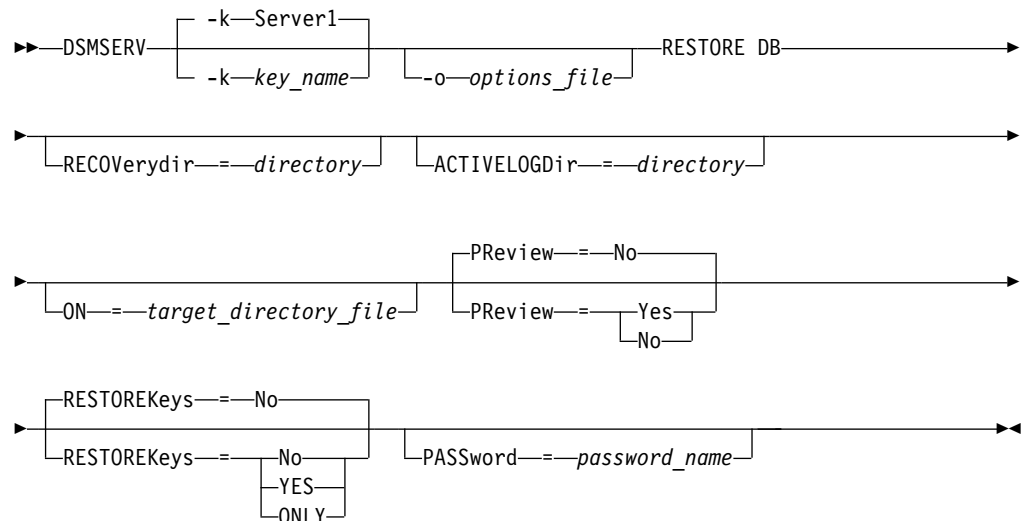 -k Server1
DSMSERV RESTORE DB
-k key_name -o options_file
RECOVerydir = directory ACTIVELOGDir = directory
PReview = No
ON = target_directory_file PReview = Yes
No
RESTOREKeys = No
RESTOREKeys = No PASSword = password_name
YES
ONLY